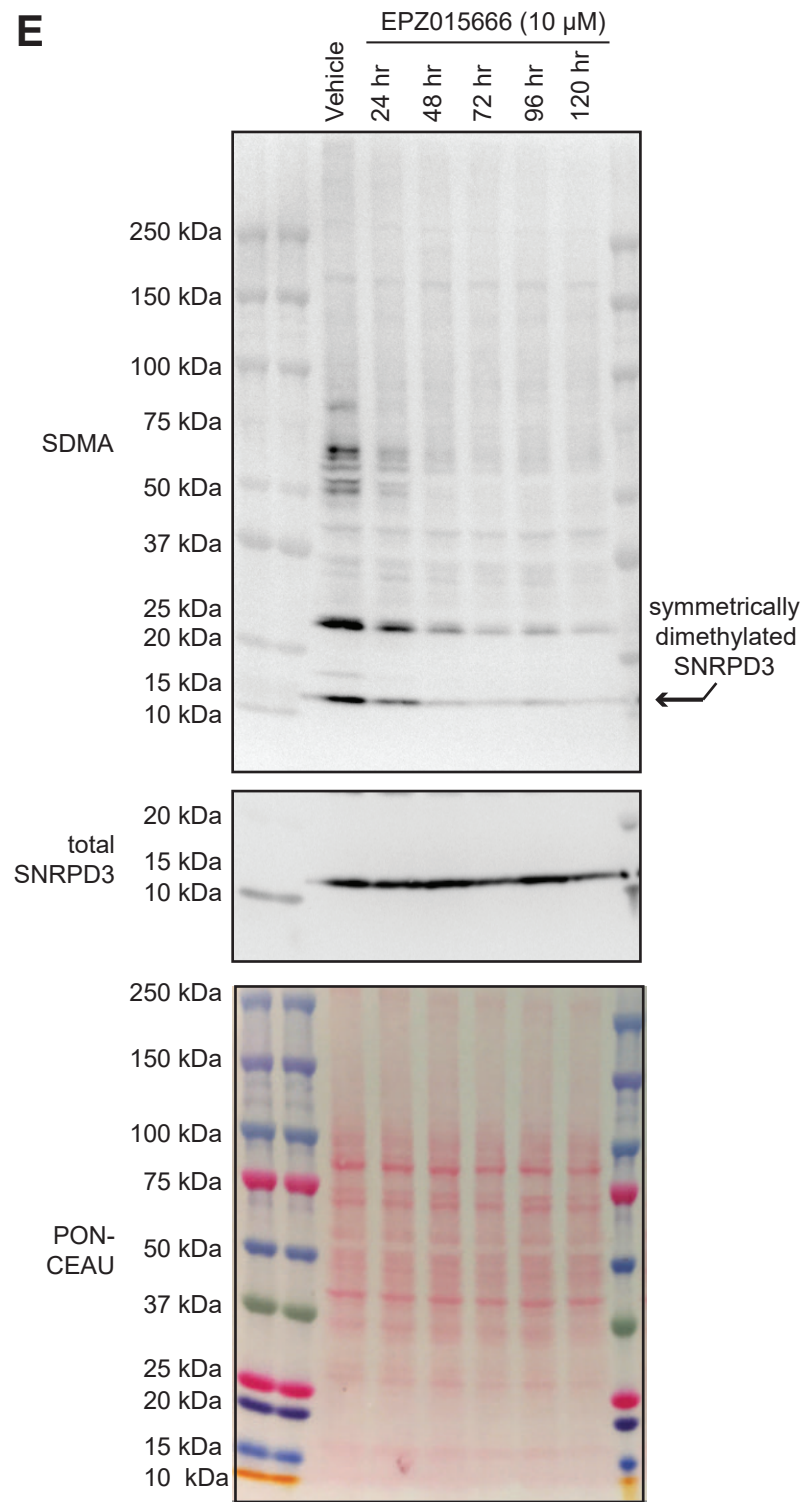 E
EPZ015666 (10 µM)
Vehicle
24 hr
48 hr
72 hr
96 hr
120 hr
250 kDa
150 kDa
100 kDa
75 kDa
SDMA
50 kDa
37 kDa
25 kDa
20 kDa
15 kDa
10 kDa
symmetrically
dimethylated
SNRPD3
total
SNRPD3
20 kDa
15 kDa
10 kDa
250 kDa
150 kDa
100 kDa
75 kDa
PON-
CEAU
50 kDa
37 kDa
25 kDa
20 kDa
15 kDa
10 kDa